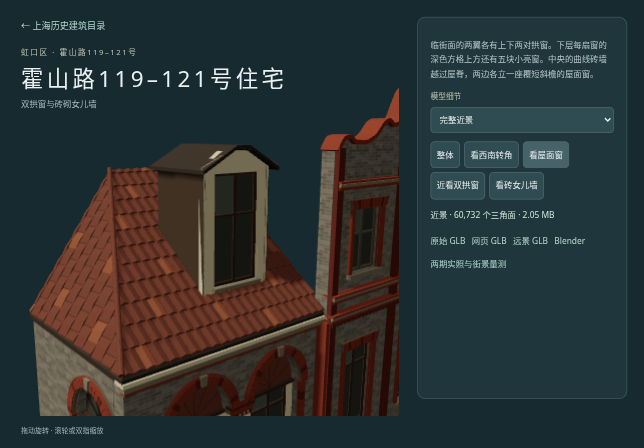 ← 上海历史建筑目录
虹口区 · 霍山路119–121号
霍山路119–121号住宅
双拱窗与砖砌女儿墙
临街面的两翼各有上下两对拱窗。下层每扇窗的
深色方格上方还有五块小亮窗。中央的曲线砖墙
越过屋脊，两边各立一座覆短斜檐的屋面窗。
模型细节
完整近景
整体
看西南转角
看屋面窗
近看双拱窗
看砖女儿墙
近景 · 60,732 个三角面 · 2.05 MB
原始 GLB 网页 GLB 远景 GLB Blender
两期实照与街景量测
拖动旋转 · 滚轮或双指缩放